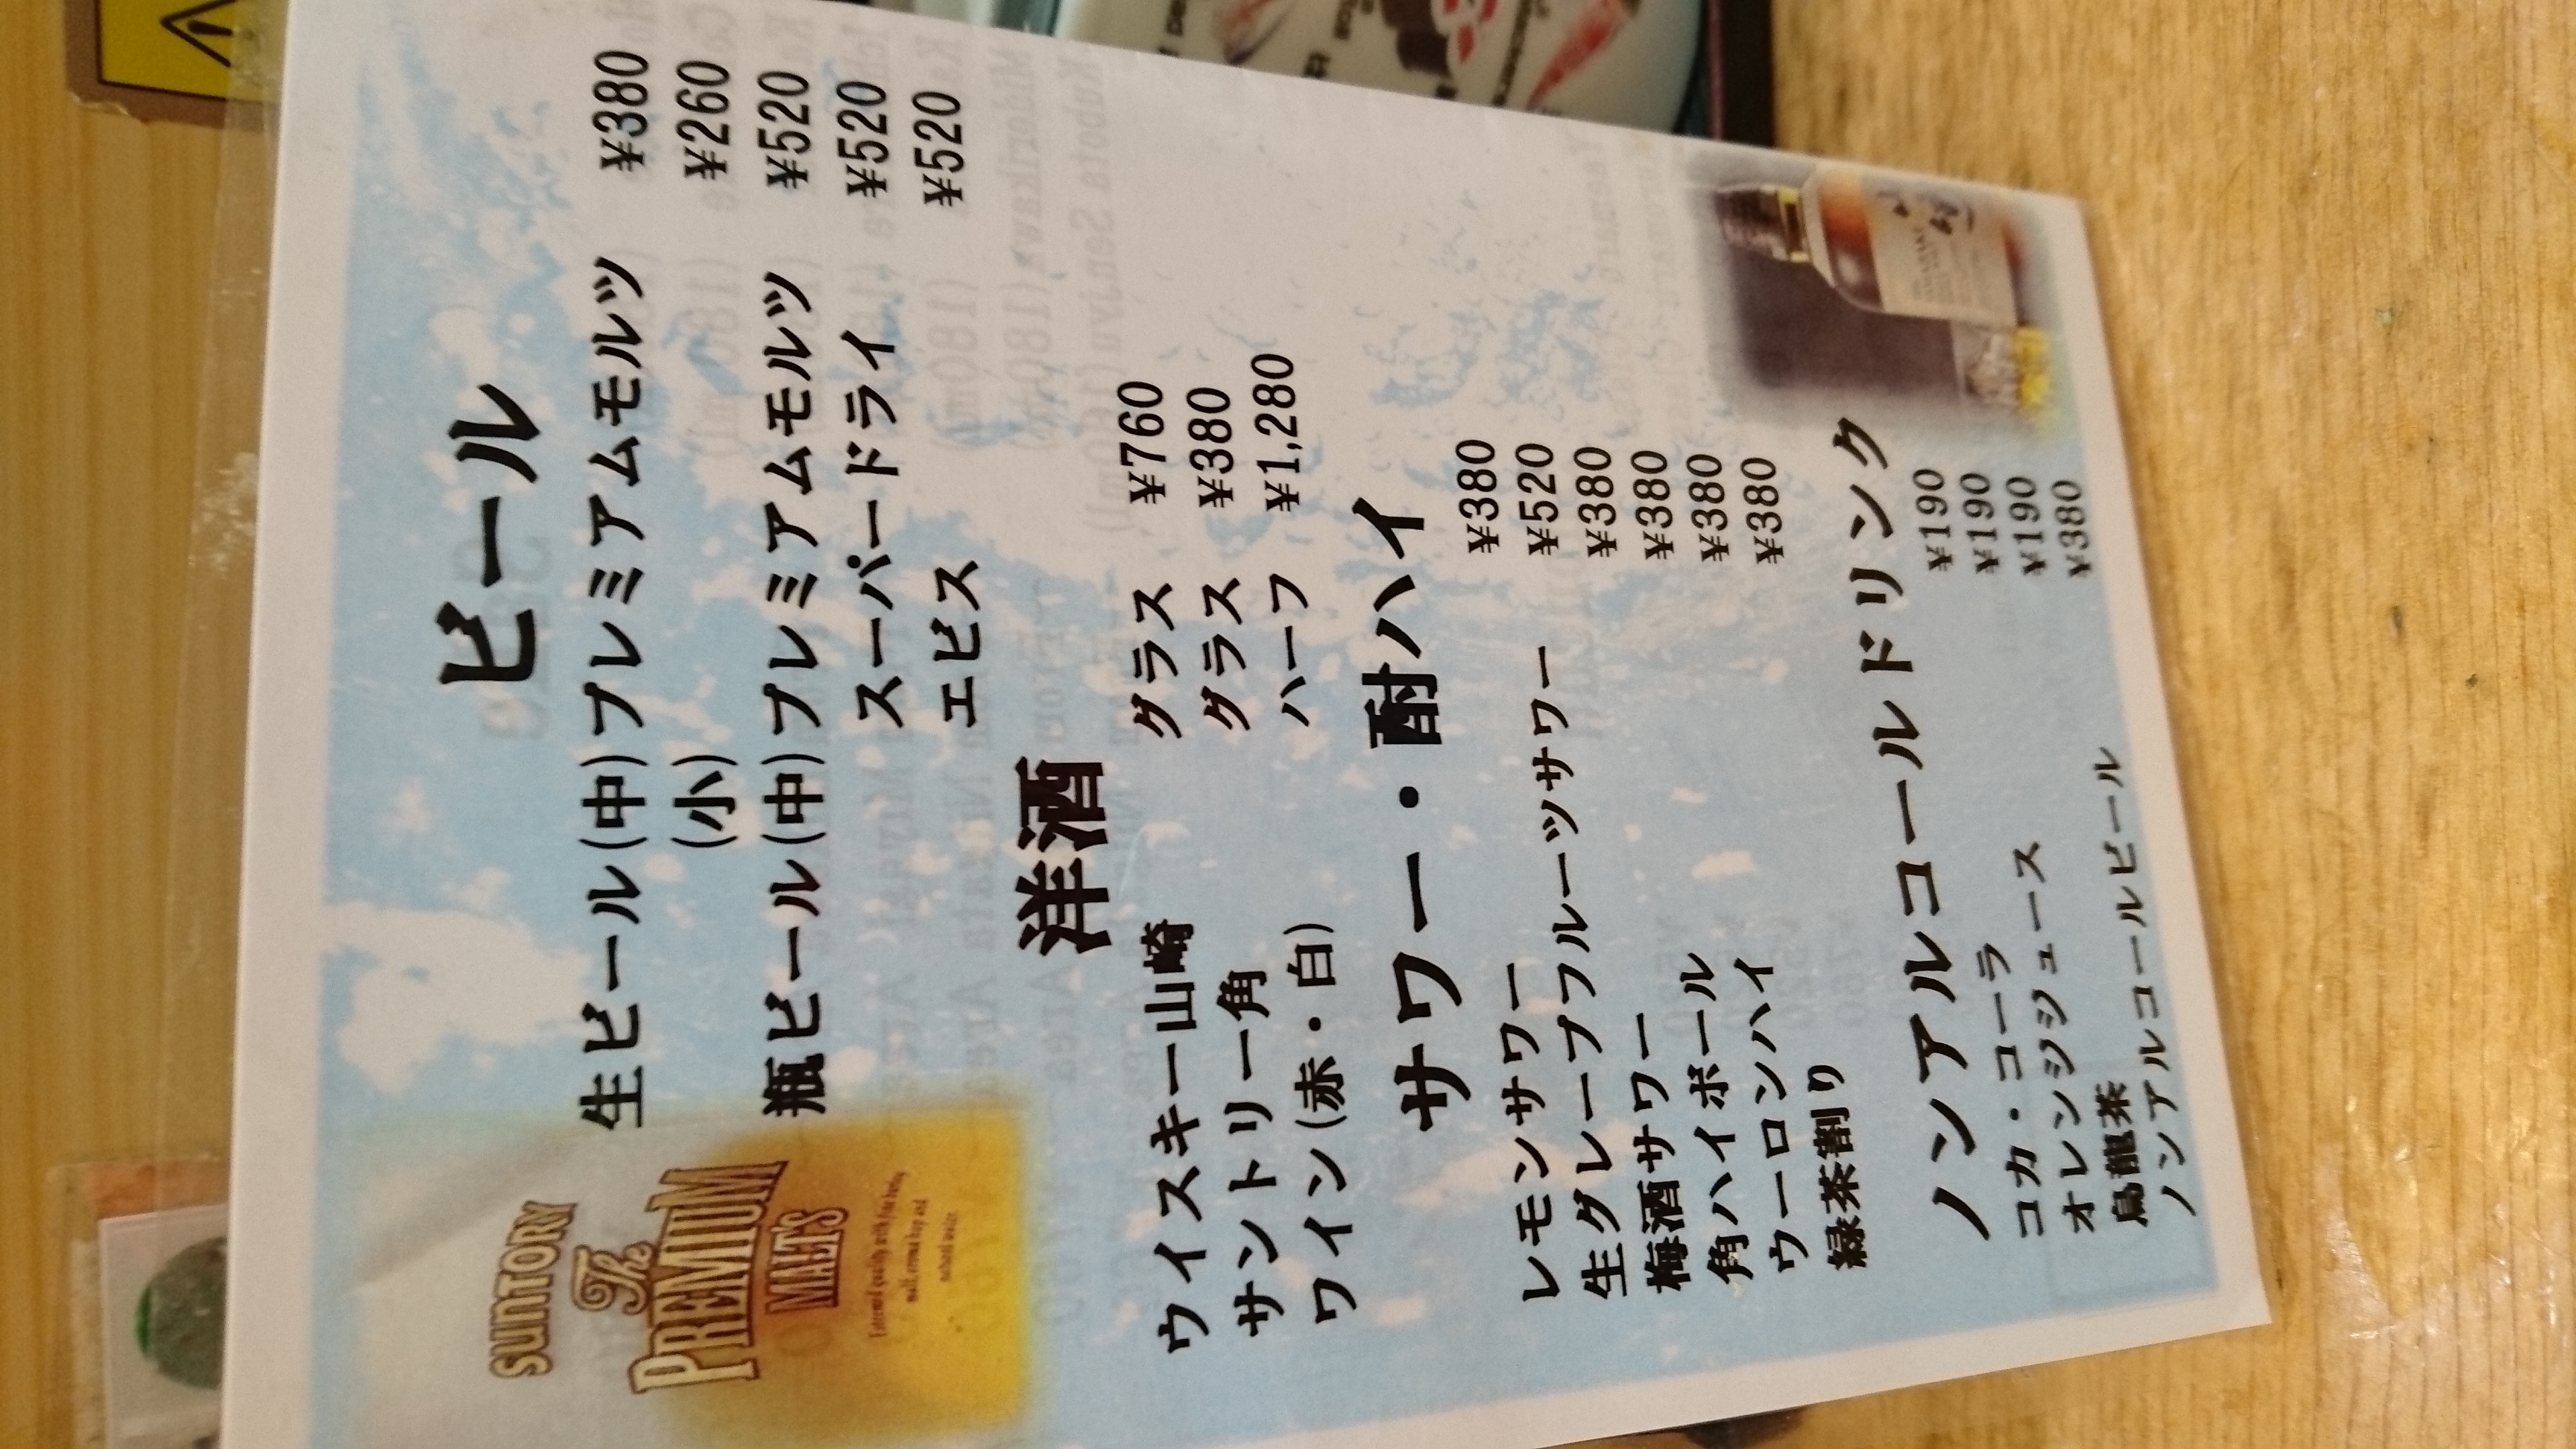 SUNTORY
The
PREMIUM
MALT'S
ビール
生ビール(中)プレミアムモルツ ¥380
(小) ¥260
瓶ビール(中)プレミアムモルツ ¥520
スーパードライ ¥520
エビス ¥520
洋酒
ウイスキー山崎 グラス ¥760
サントリー角 グラス ¥380
ワイン(赤・白) ハーフ ¥1,280
サワー・酎ハイ
レモンサワー ¥380
生グレープフルーツサワー ¥520
梅酒サワー ¥380
角ハイボール ¥380
ウーロンハイ ¥380
緑茶割り ¥380
ノンアルコールドリンク
コカ・コーラ ¥190
オレンジジュース ¥190
烏龍茶 ¥190
ノンアルコールビール ¥380